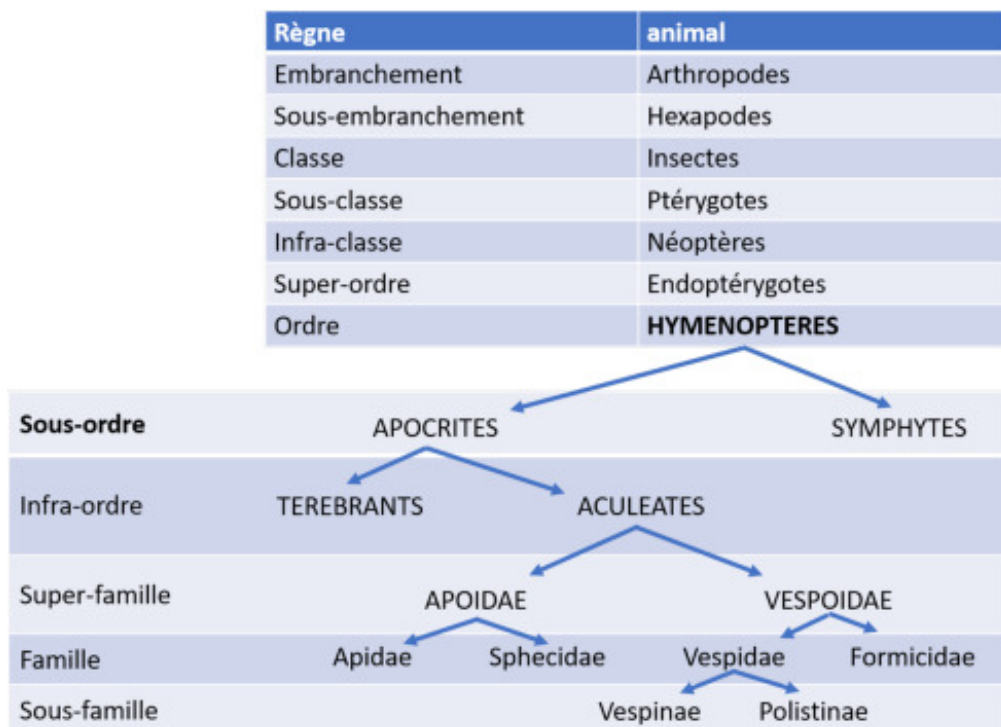 Règne animal
Embranchement Arthropodes
Sous-embranchement Hexapodes
Classe Insectes
Sous-classe Ptérygotes
Infra-classe Néoptères
Super-ordre Endoptérygotes
Ordre HYMENOPTERES
Sous-ordre APOCRITES SYMPHYTES
Infra-ordre TEREBRANTS ACULEATES
Super-famille APOIDAE VESPOIDAE
Famille Apidae Sphecidae Vespidae Formicidae
Sous-famille Vespinae Polistinae